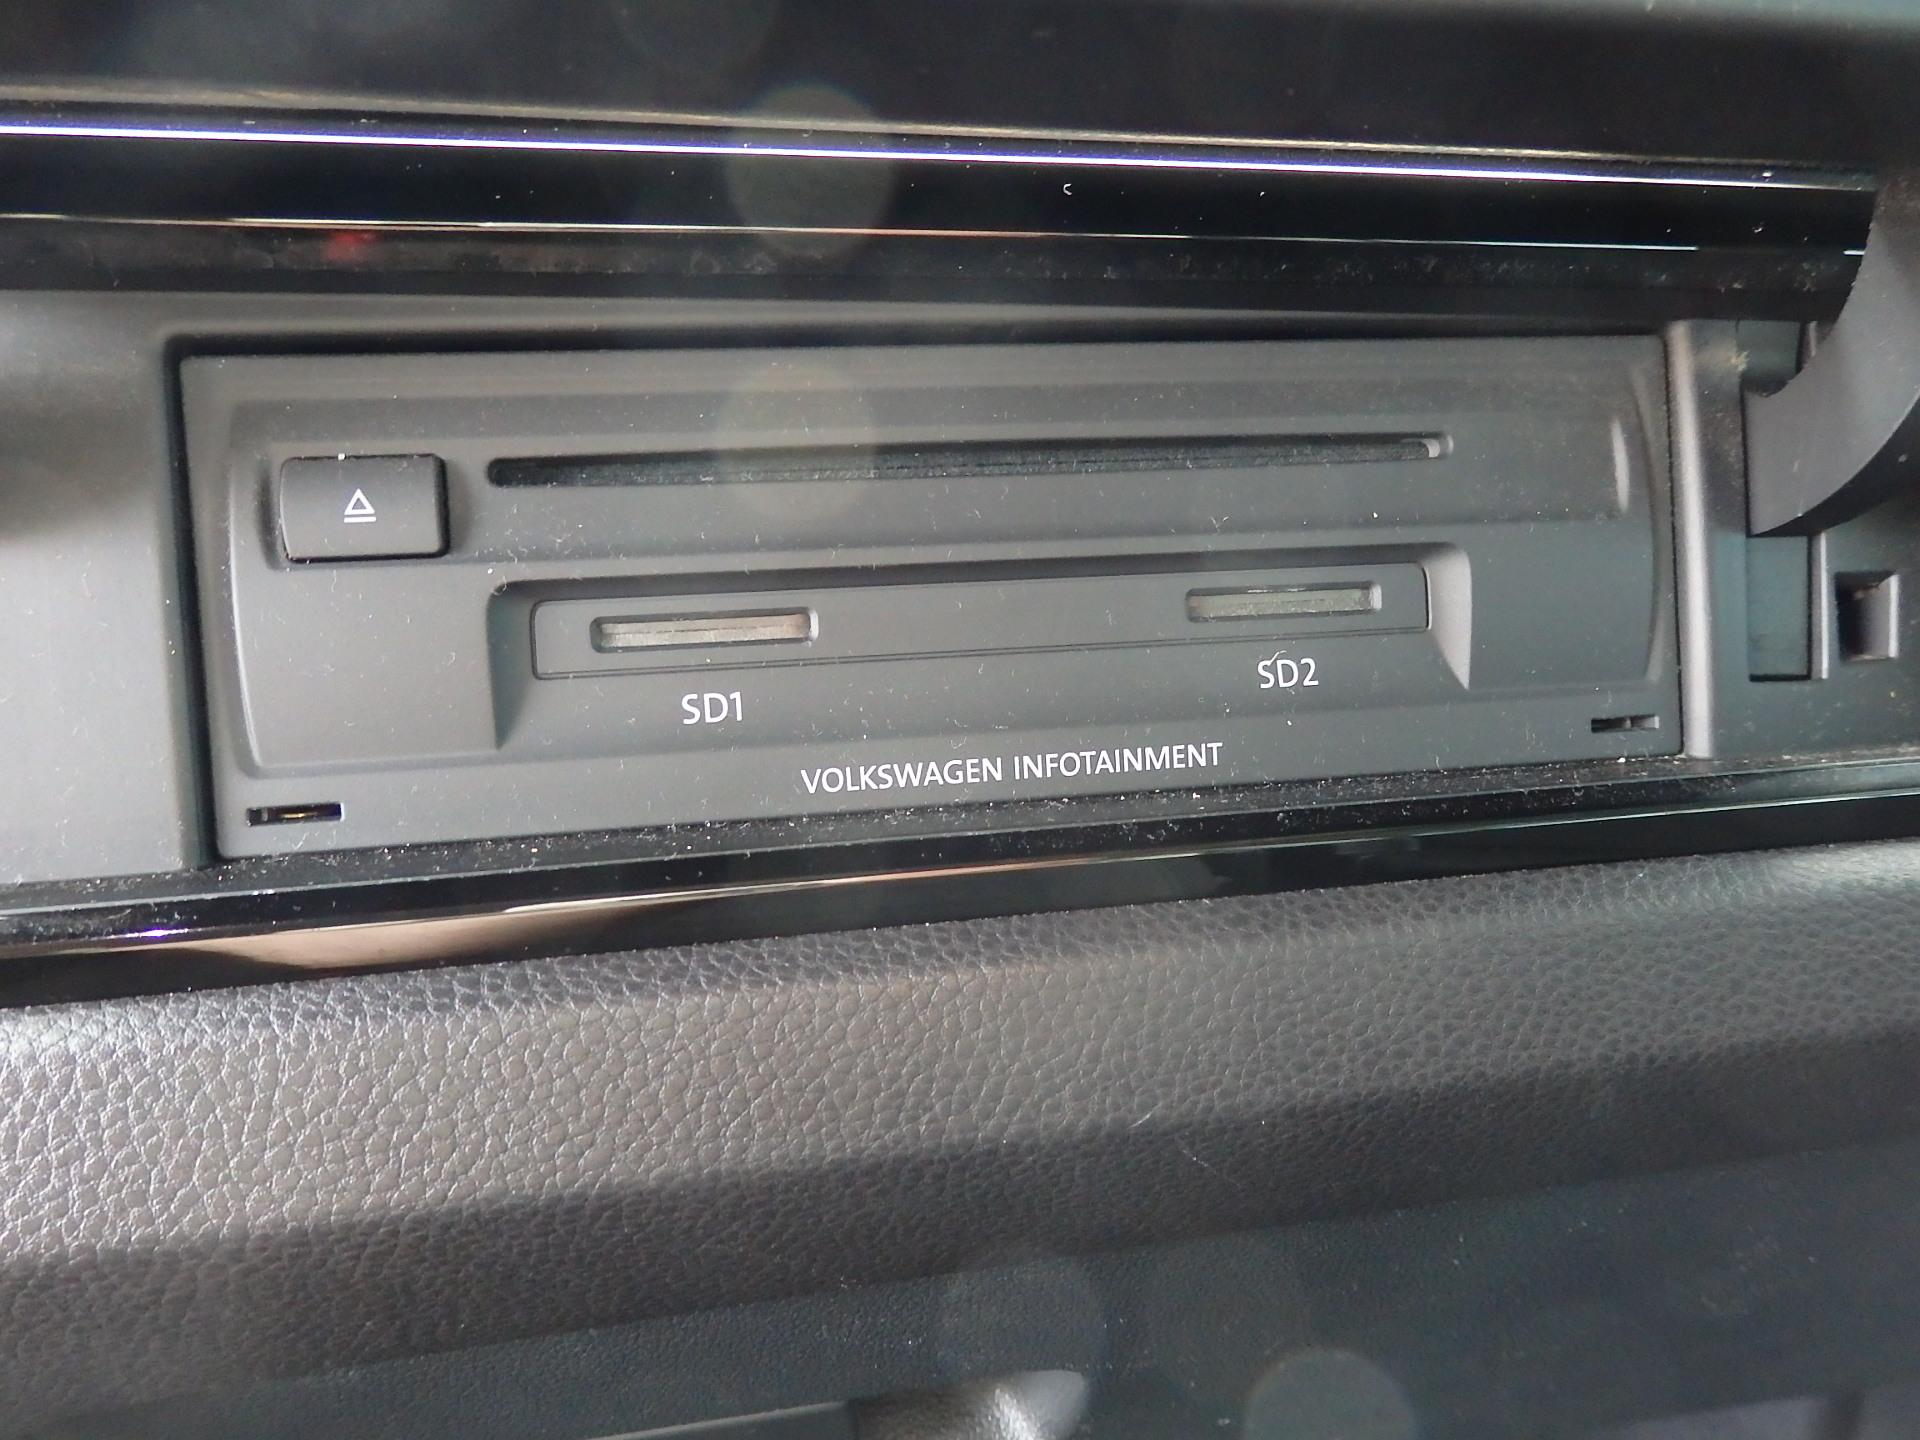 SD1
SD2
VOLKSWAGEN INFOTAINMENT